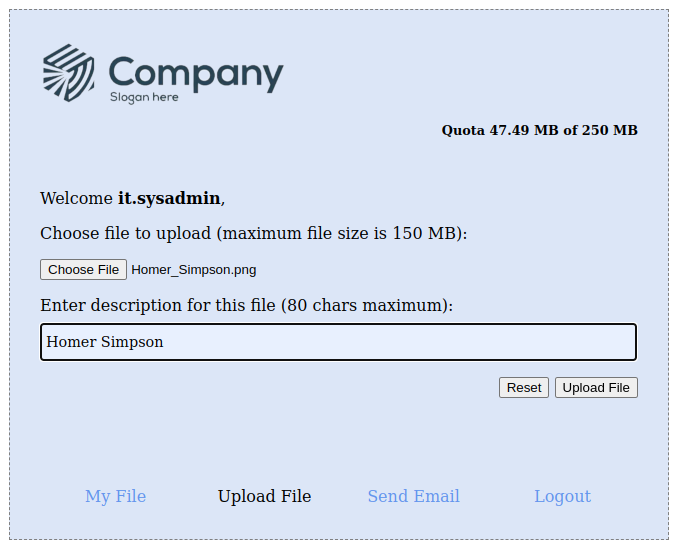 Company
Slogan here
Quota 47.49 MB of 250 MB
Welcome it.sysadmin,
Choose file to upload (maximum file size is 150 MB):
Choose File Homer_Simpson.png
Enter description for this file (80 chars maximum):
Homer Simpson
Reset Upload File
My File Upload File Send Email Logout